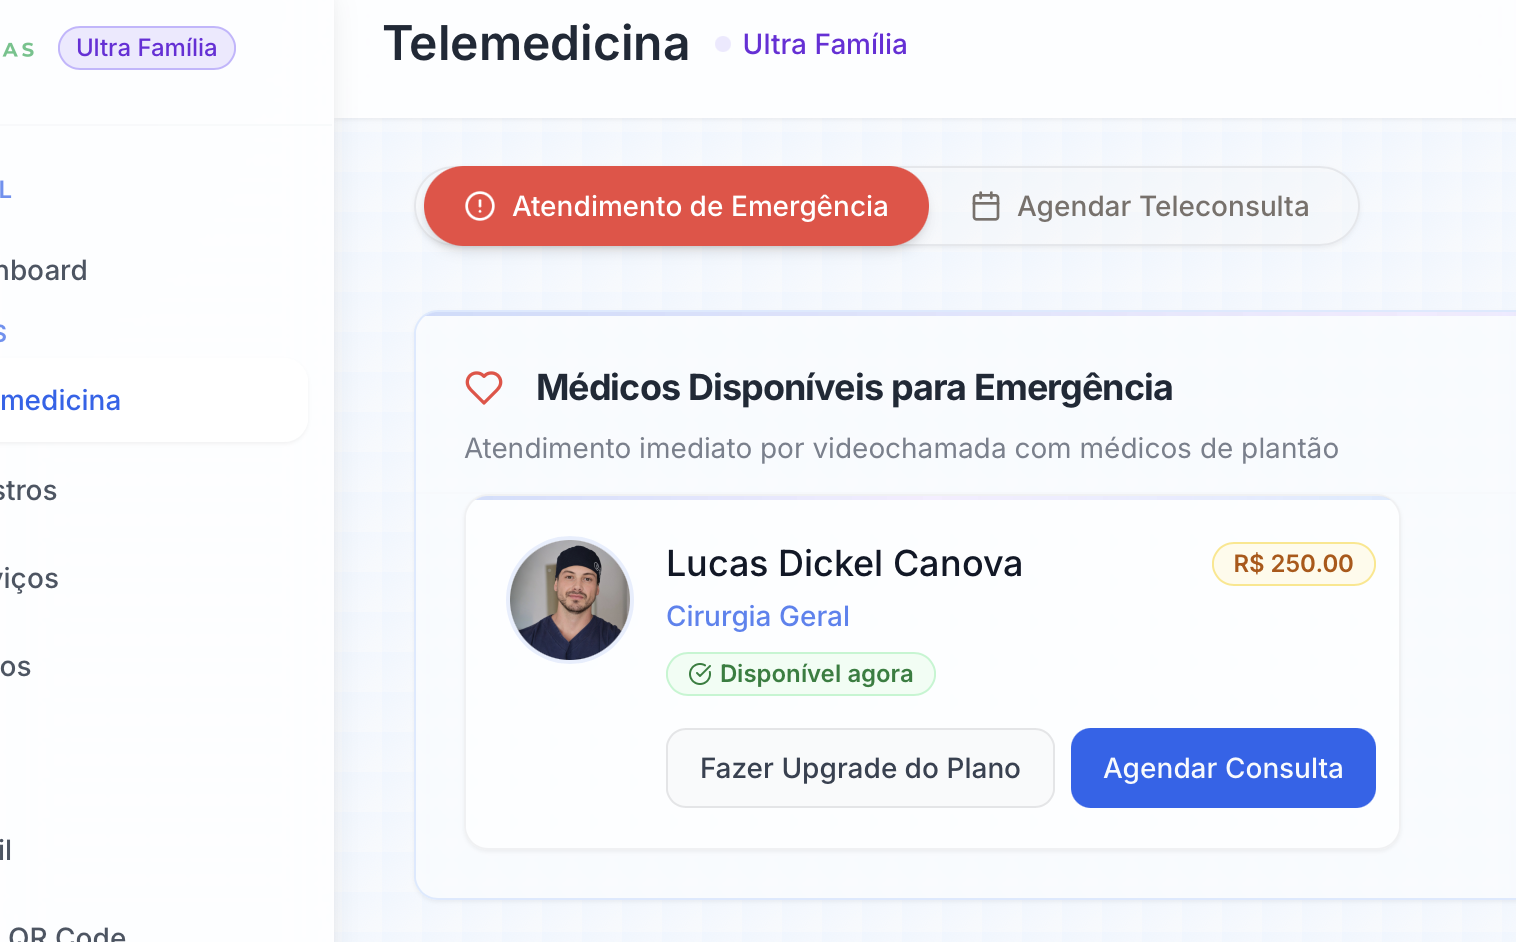 AS
Ultra Família
Telemedicina
Ultra Família
L
Atendimento de Emergência
Agendar Teleconsulta
nboard
S
medicina
Médicos Disponíveis para Emergência
Atendimento imediato por videochamada com médicos de plantão
stros
Lucas Dickel Canova
R$ 250.00
viços
Cirurgia Geral
os
Disponível agora
Fazer Upgrade do Plano
Agendar Consulta
il
QR Code